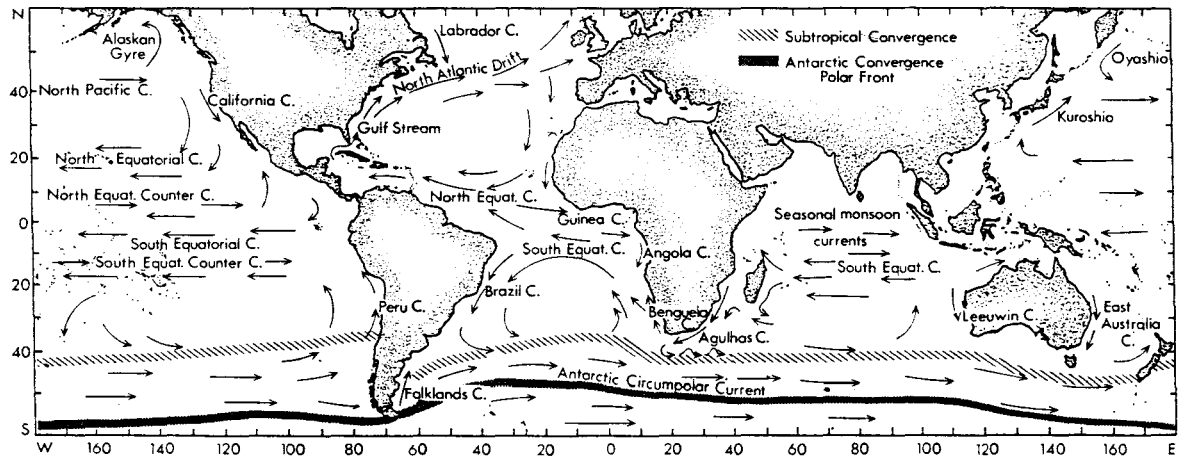 N
Alaskan
Gyre
Labrador C.
Subtropical Convergence
Antarctic Convergence
Polar Front
Oyashio
North Atlantic Drift
40
North Pacific C.
California C.
Gulf Stream
Kuroshio
20
North Equatorial C.
North Equat. Counter C.
North Equat. C.
0
Guinea C.
Seasonal monsoon
currents
South Equatorial C.
South Equat. C.
Angola C.
South Equat. Counter C.
South Equat. C.
20
Peru C.
Brazil C.
Benguela
Leeuwin C.
East
Australia
C.
Agulhas C.
40
Antarctic Circumpolar Current
Falklands C.
S
W 160 140 120 100 80 60 40 20 0 20 40 60 80 100 120 140 160 E